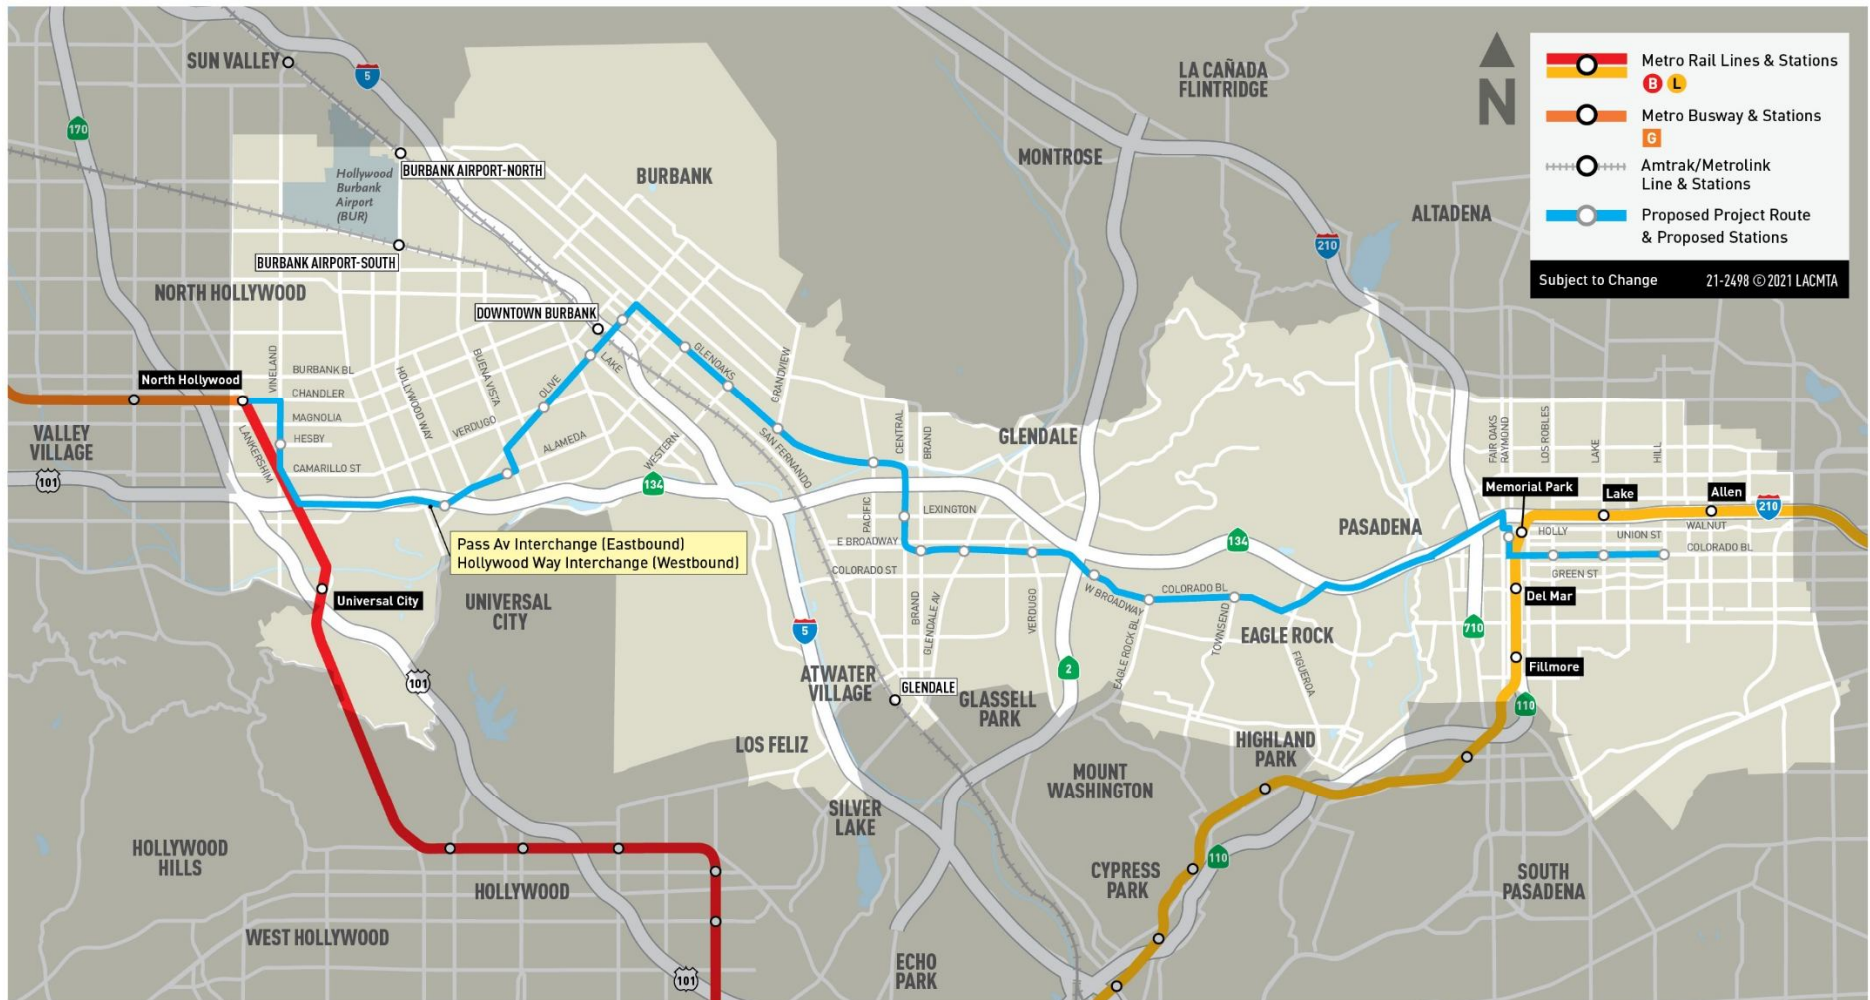 SUN VALLEY
5
170
LA CAÑADA
FLINTRIDGE
N
Metro Rail Lines & Stations
B L
Metro Busway & Stations
G
Amtrak/Metrolink
Line & Stations
Proposed Project Route
& Proposed Stations
Subject to Change
21-2498 © 2021 LACMTA
MONTROSE
BURBANK AIRPORT-NORTH
Hollywood
Burbank
Airport
(BUR)
BURBANK
ALTADENA
210
BURBANK AIRPORT-SOUTH
NORTH HOLLYWOOD
DOWNTOWN BURBANK
North Hollywood
VINELAND
BURBANK BL
CHANDLER
MAGNOLIA
HESBY
CAMARILLO ST
LANKERSHIM
HOLLYWOOD WAY
BUENA VISTA
VERDUGO
OLIVE
ALAMEDA
LAKE
GLENOAKS
GRANDVIEW
WESTERN
SAN FERNANDO
VALLEY
VILLAGE
101
134
CENTRAL
BRAND
GLENDALE
PACIFIC
LEXINGTON
E BROADWAY
COLORADO ST
BRAND
GLENDALE AV
VERDUGO
W BROADWAY
EAGLE ROCK BL
COLORADO BL
TOWNSEND
FIGUEROA
134
EAGLE ROCK
PASADENA
FAIR OAKS
RAYMOND
LOS ROBLES
LAKE
HILL
Memorial Park
Lake
Allen
210
HOLLY
UNION ST
WALNUT
COLORADO BL
GREEN ST
Del Mar
710
Fillmore
110
Pass Av Interchange (Eastbound)
Hollywood Way Interchange (Westbound)
Universal City
UNIVERSAL
CITY
101
5
2
ATWATER
VILLAGE
GLENDALE
GLASSELL
PARK
LOS FELIZ
HIGHLAND
PARK
MOUNT
WASHINGTON
SILVER
LAKE
HOLLYWOOD
HILLS
HOLLYWOOD
CYPRESS
PARK
110
SOUTH
PASADENA
WEST HOLLYWOOD
ECHO
PARK
101